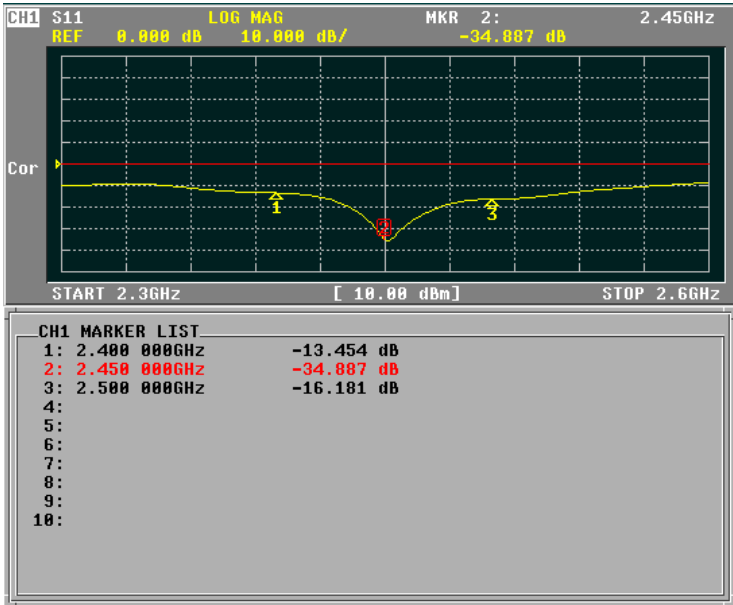 CH1 S11 LOG MAG MKR 2: 2.45GHz
REF 0.000 dB 10.000 dB/ -34.887 dB
Cor
1
2
3
START 2.3GHz [ 10.00 dBm] STOP 2.6GHz
CH1 MARKER LIST
1: 2.400 000GHz -13.454 dB
2: 2.450 000GHz -34.887 dB
3: 2.500 000GHz -16.181 dB
4:
5:
6:
7:
8:
9:
10: